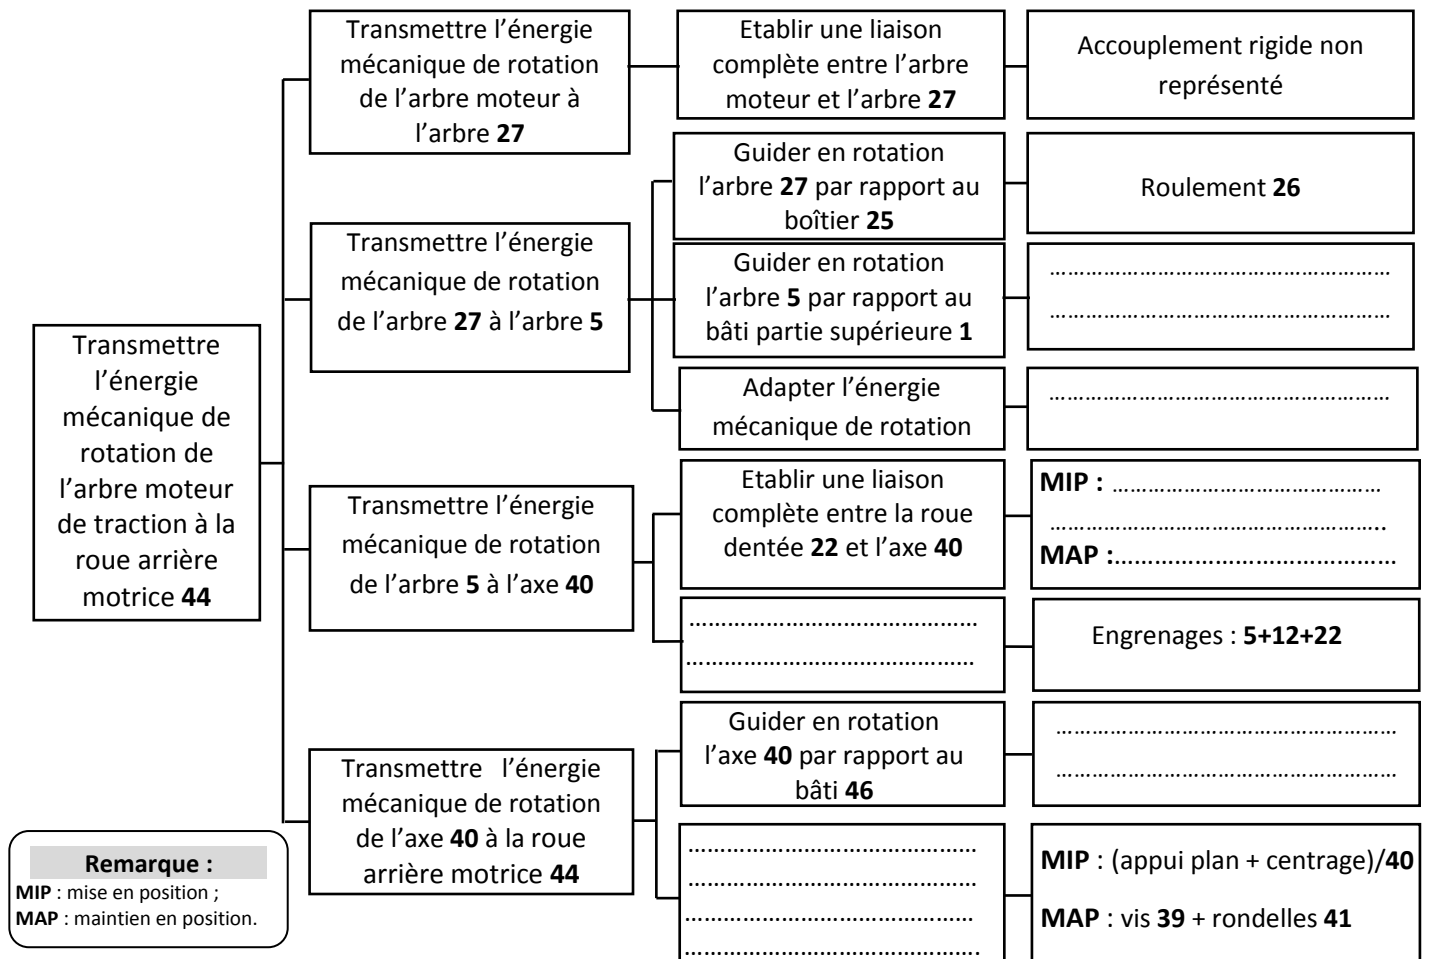 Transmettre
l’énergie
mécanique de
rotation de
l’arbre moteur
de traction à la
roue arrière
motrice 44
Transmettre l’énergie
mécanique de rotation
de l’arbre moteur à
l’arbre 27
Etablir une liaison
complète entre l’arbre
moteur et l’arbre 27
Accouplement rigide non
représenté
Transmettre l’énergie
mécanique de rotation
de l’arbre 27 à l’arbre 5
Guider en rotation
l’arbre 27 par rapport au
boîtier 25
Roulement 26
Guider en rotation
l’arbre 5 par rapport au
bâti partie supérieure 1
…………………………………………………
…………………………………………………
Adapter l’énergie
mécanique de rotation
…………………………………………………
Transmettre l’énergie
mécanique de rotation
de l’arbre 5 à l’axe 40
Etablir une liaison
complète entre la roue
dentée 22 et l’axe 40
MIP : ………………………………………
………………………………………………..
MAP :…………………………………………
…………………………………………
…………………………………………
Engrenages : 5+12+22
Transmettre l’énergie
mécanique de rotation
de l’axe 40 à la roue
arrière motrice 44
Guider en rotation
l’axe 40 par rapport au
bâti 46
…………………………………………………
…………………………………………………
…………………………………………
…………………………………………
…………………………………………
………………………………………….
MIP : (appui plan + centrage)/40
MAP : vis 39 + rondelles 41
Remarque :
MIP : mise en position ;
MAP : maintien en position.